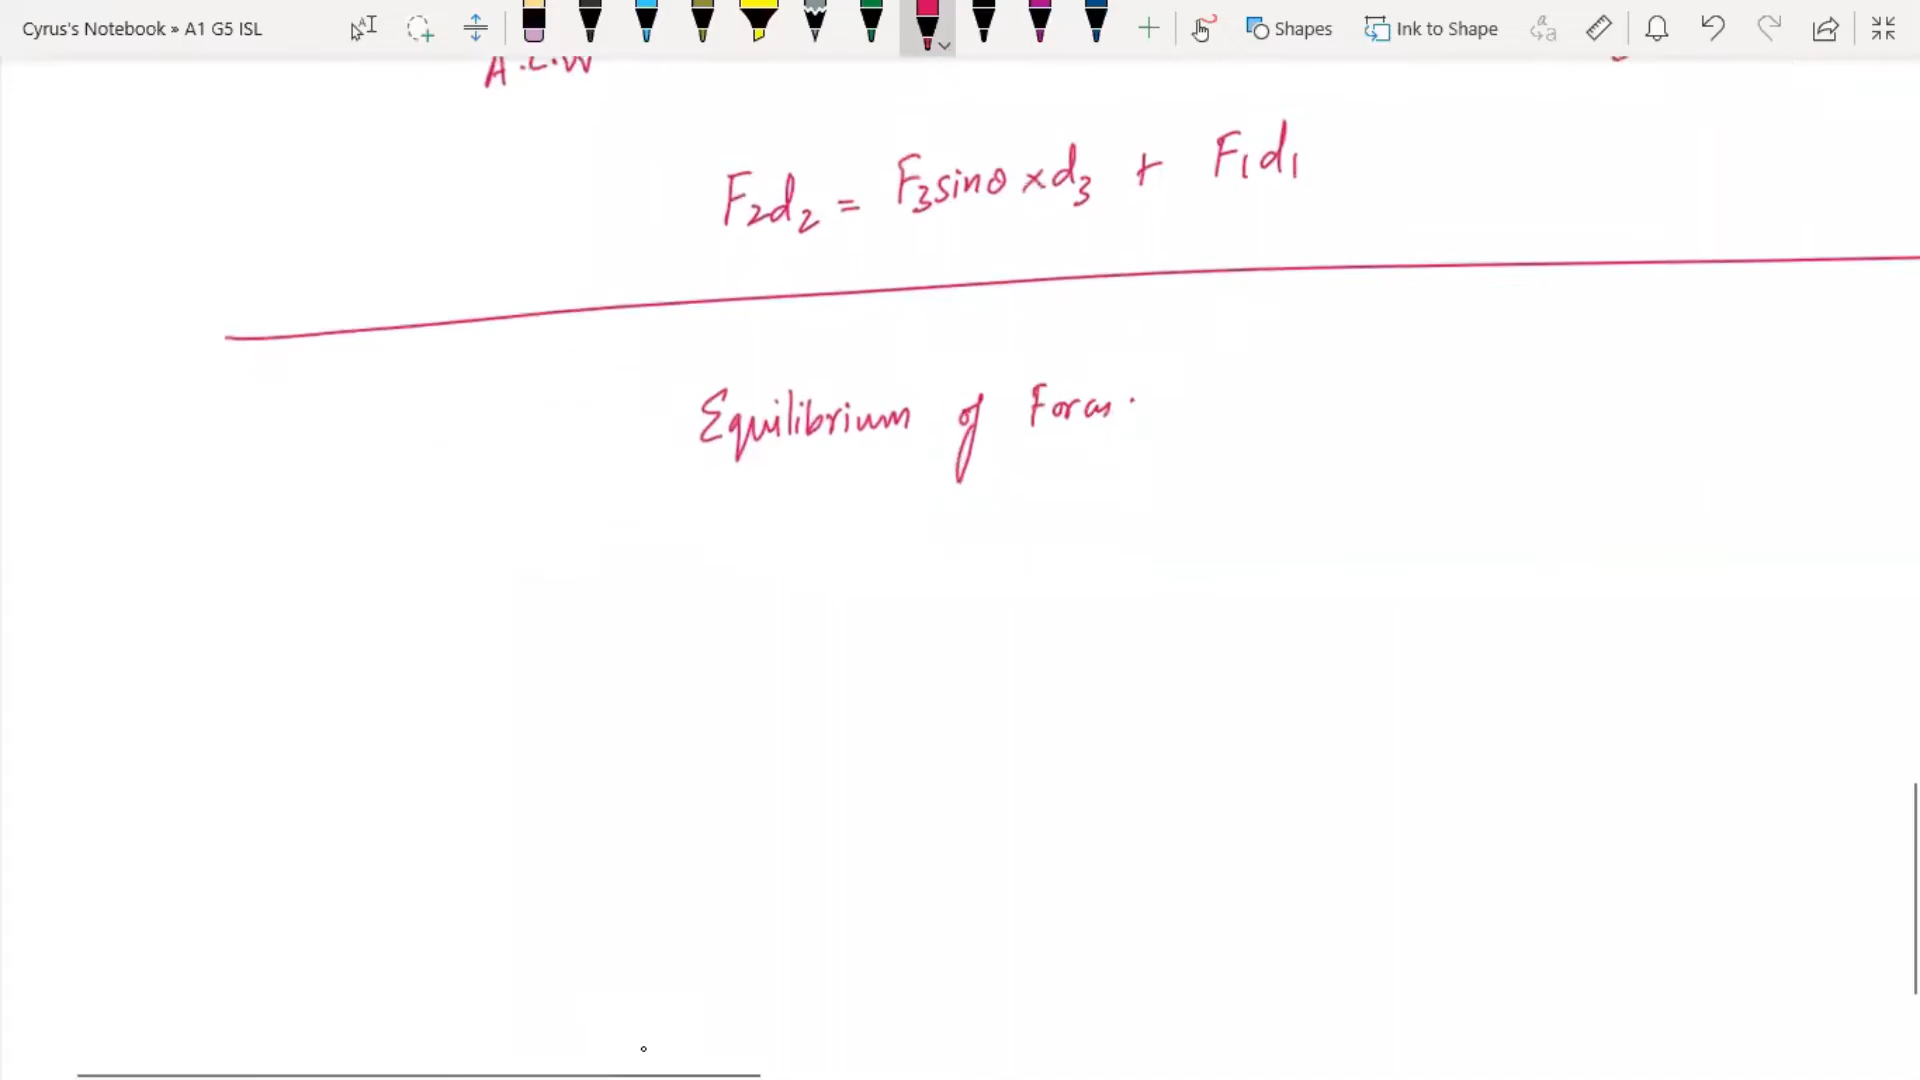 Cyrus's Notebook » A1 G5 ISL
Shapes
Ink to Shape
A.C.W
F₂d₂ = F₃sinθ × d₃ + F₁d₁
Equilibrium of Forces.